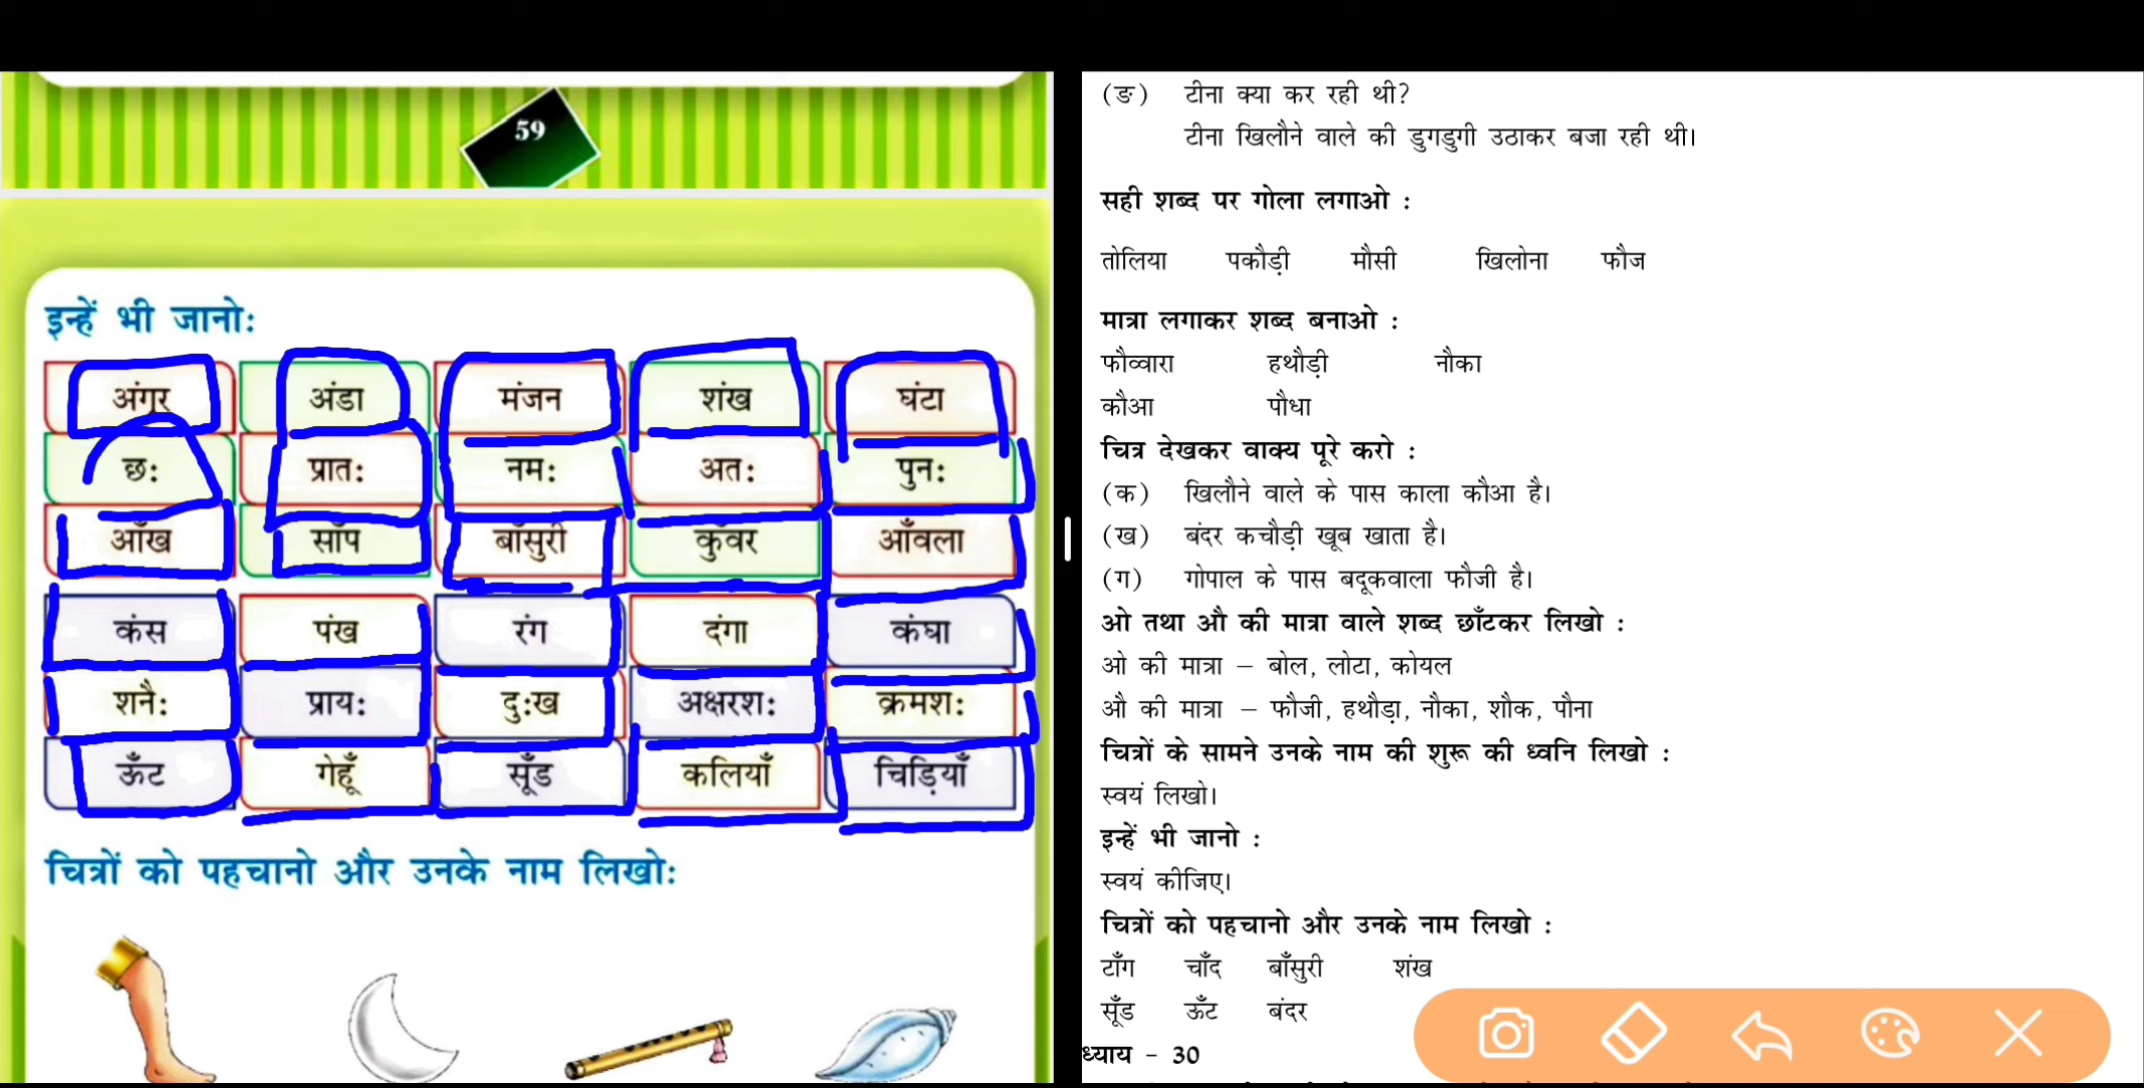 59
इन्हें भी जानो:
अंगूर अंडा मंजन शंख घंटा
छ: प्रात: नम: अत: पुन:
आँख साँप बाँसुरी कुँवर आँवला
कंस पंख रंग दंगा कंघा
शनै: प्राय: दु:ख अक्षरश: क्रमश:
ऊँट गेहूँ सूँड कलियाँ चिड़ियाँ
चित्रों को पहचानो और उनके नाम लिखो:
(ङ) टीना क्या कर रही थी?
टीना खिलौने वाले की डुगडुगी उठाकर बजा रही थी।
सही शब्द पर गोला लगाओ :
तोलिया पकौड़ी मौसी खिलोना फौज
मात्रा लगाकर शब्द बनाओ :
फौव्वारा हथौड़ी नौका
कौआ पौधा
चित्र देखकर वाक्य पूरे करो :
(क) खिलौने वाले के पास काला कौआ है।
(ख) बंदर कचौड़ी खूब खाता है।
(ग) गोपाल के पास बदूकवाला फौजी है।
ओ तथा औ की मात्रा वाले शब्द छाँटकर लिखो :
ओ की मात्रा – बोल, लोटा, कोयल
औ की मात्रा – फौजी, हथौड़ा, नौका, शौक, पौना
चित्रों के सामने उनके नाम की शुरू की ध्वनि लिखो :
स्वयं लिखो।
इन्हें भी जानो :
स्वयं कीजिए।
चित्रों को पहचानो और उनके नाम लिखो :
टाँग चाँद बाँसुरी शंख
सूँड ऊँट बंदर
ध्याय - 30